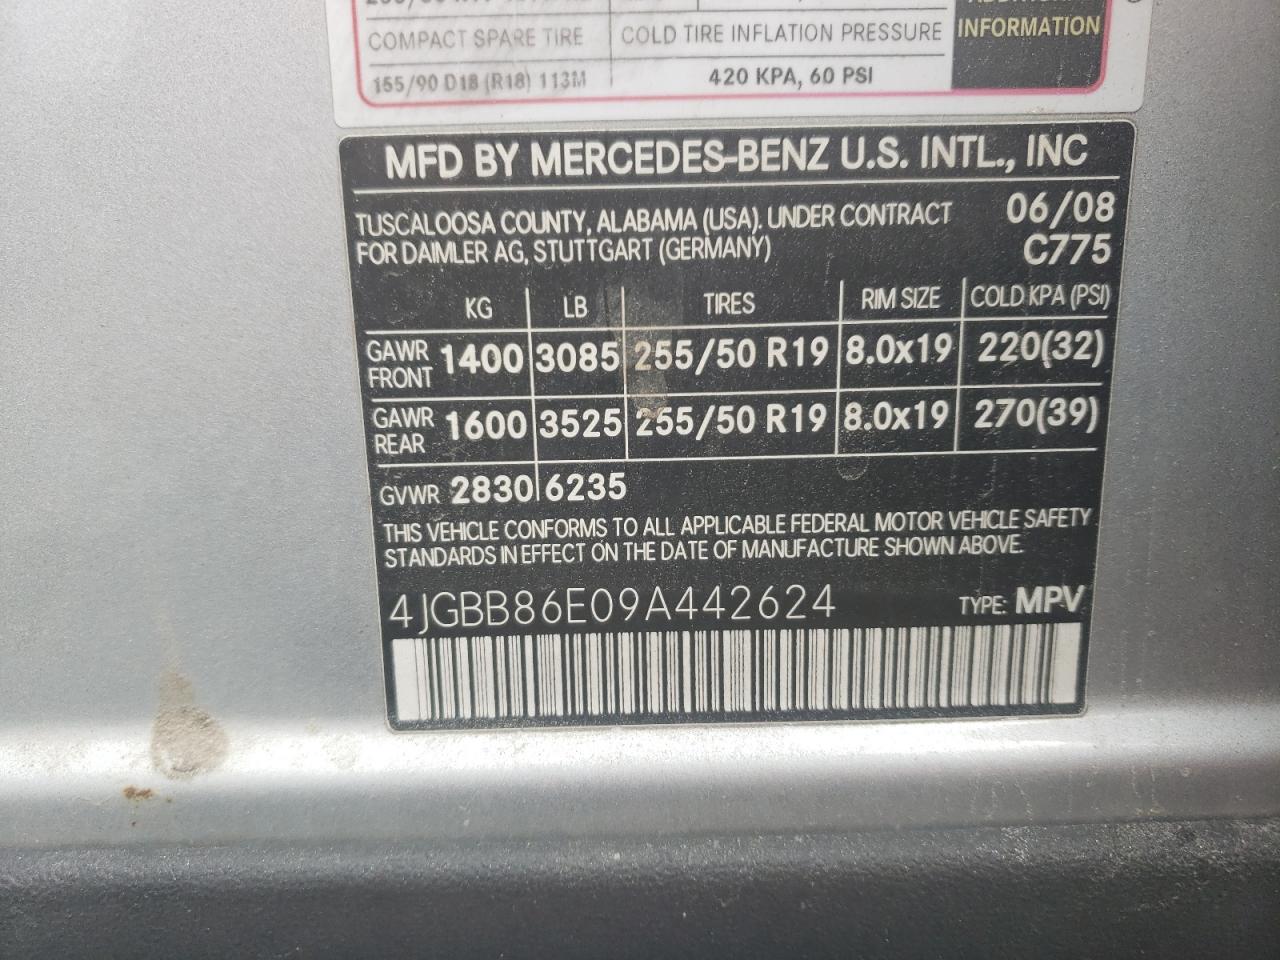 COMPACT SPARE TIRE COLD TIRE INFLATION PRESSURE INFORMATION
155/90 D18 (R18) 113M 420 KPA, 60 PSI
MFD BY MERCEDES-BENZ U.S. INTL., INC
TUSCALOOSA COUNTY, ALABAMA (USA). UNDER CONTRACT 06/08
FOR DAIMLER AG, STUTTGART (GERMANY) C775
KG LB TIRES RIM SIZE COLD KPA (PSI)
GAWR FRONT 1400 3085 255/50 R19 8.0x19 220(32)
GAWR REAR 1600 3525 255/50 R19 8.0x19 270(39)
GVWR 2830 6235
THIS VEHICLE CONFORMS TO ALL APPLICABLE FEDERAL MOTOR VEHICLE SAFETY
STANDARDS IN EFFECT ON THE DATE OF MANUFACTURE SHOWN ABOVE.
4JGBB86E09A442624 TYPE: MPV